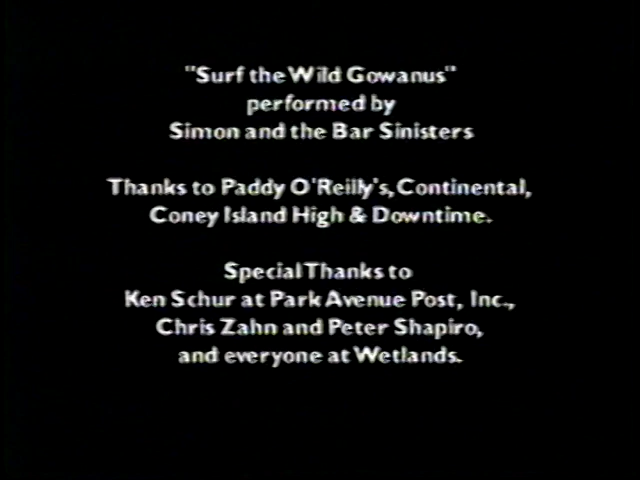 "Surf the Wild Gowanus"
performed by
Simon and the Bar Sinisters
Thanks to Paddy O'Reilly's, Continental,
Coney Island High & Downtime.
Special Thanks to
Ken Schur at Park Avenue Post, Inc.,
Chris Zahn and Peter Shapiro,
and everyone at Wetlands.